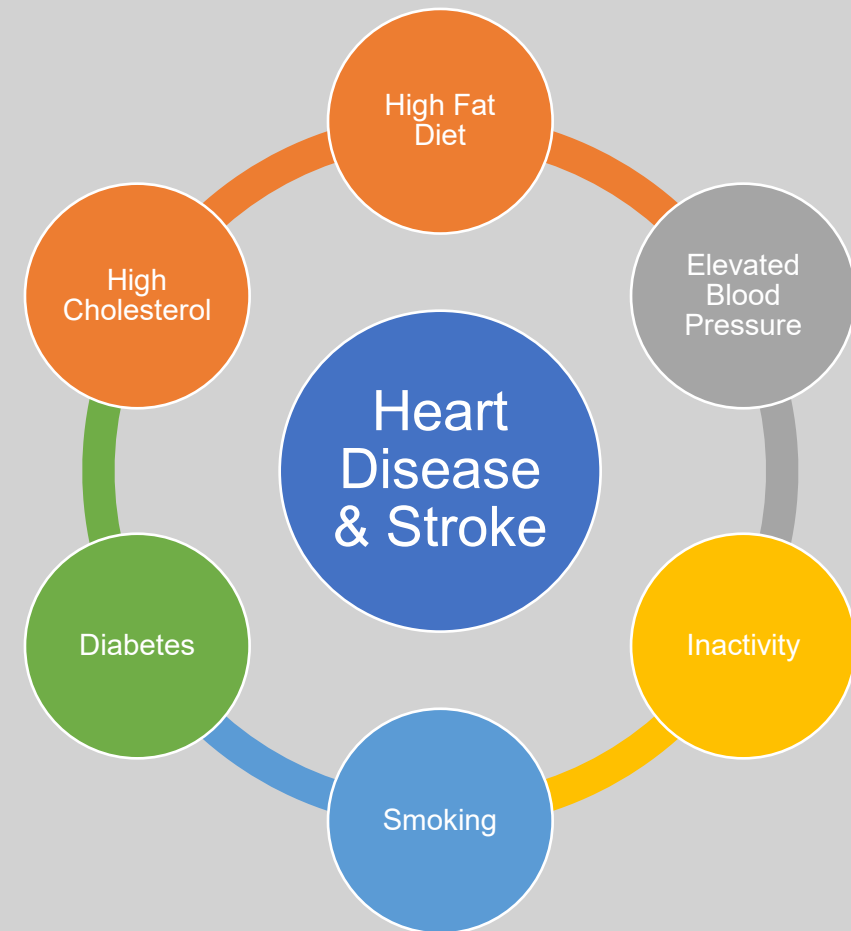 High Fat
Diet
Elevated
Blood
Pressure
Inactivity
Smoking
Diabetes
High
Cholesterol
Heart
Disease
& Stroke